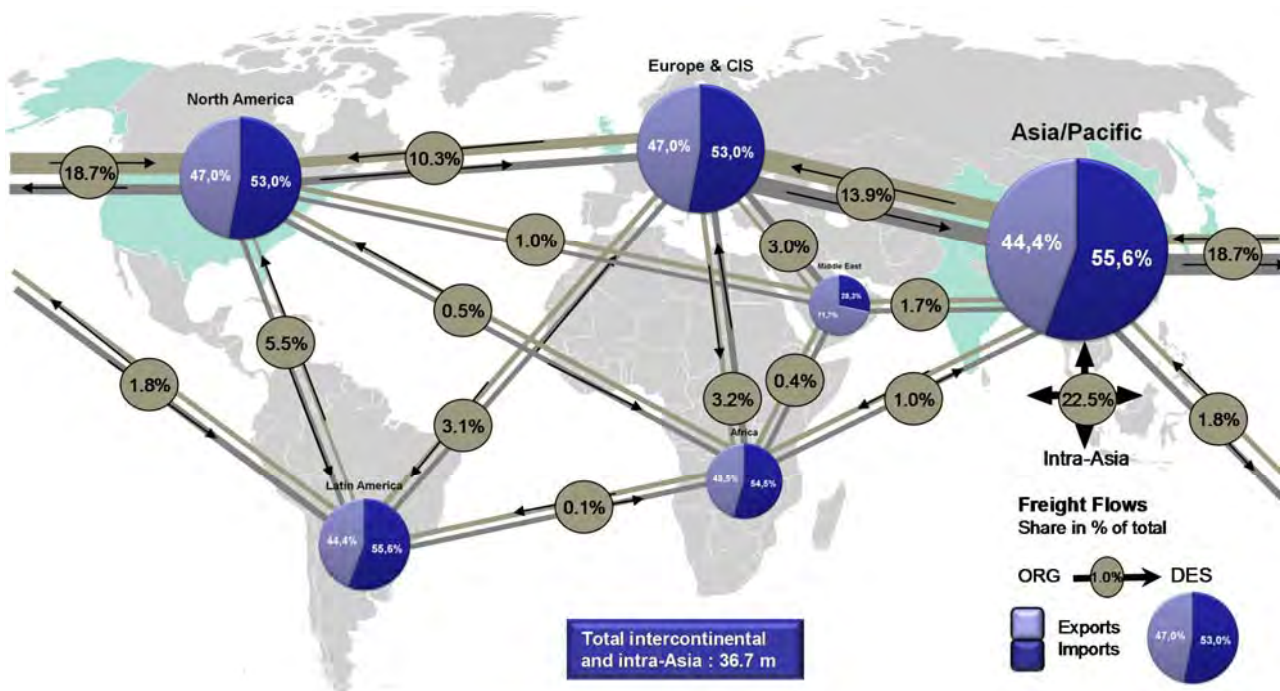 Europe & CIS
North America
Asia/Pacific
47,0%
53,0%
47,0%
53,0%
18.7%
10.3%
13.9%
44,4%
55,6%
18.7%
1.0%
3.0%
Middle East
28,3%
71,7%
0.5%
1.7%
5.5%
1.8%
0.4%
3.2%
1.0%
22.5%
1.8%
3.1%
Africa
Intra-Asia
Latin America
54,5%
0.1%
44,4%
55,6%
Freight Flows
Share in % of total
ORG
1.0%
DES
Exports
Imports
47,0%
53,0%
Total intercontinental
and intra-Asia : 36.7 m